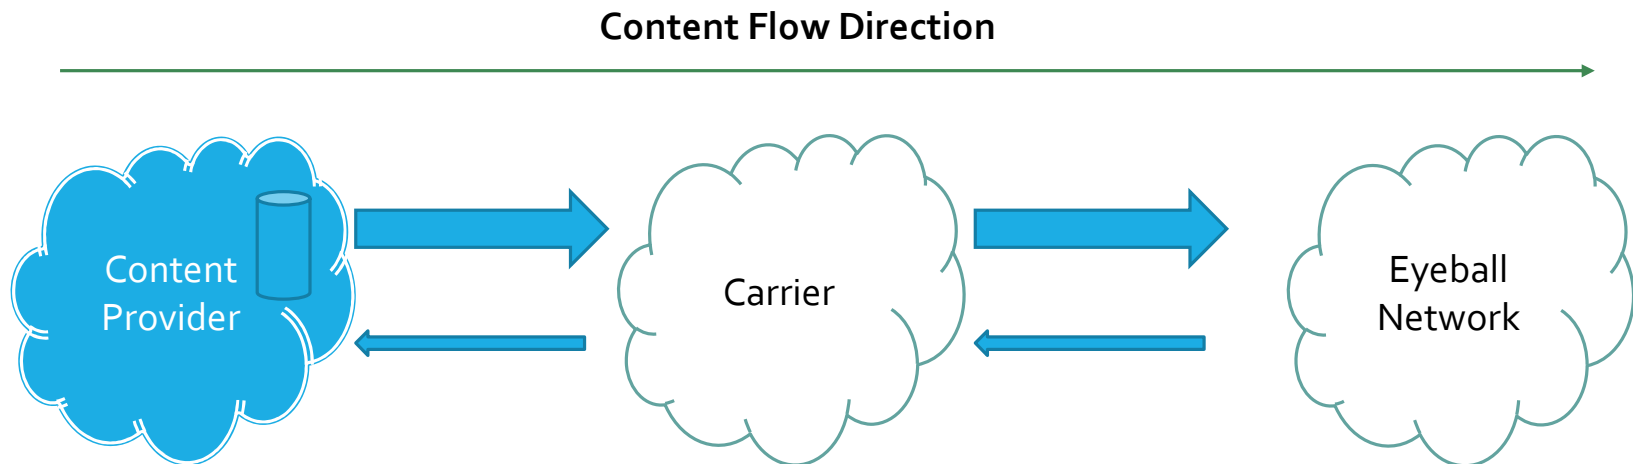 Content Flow Direction
Content
Provider
Carrier
Eyeball
Network